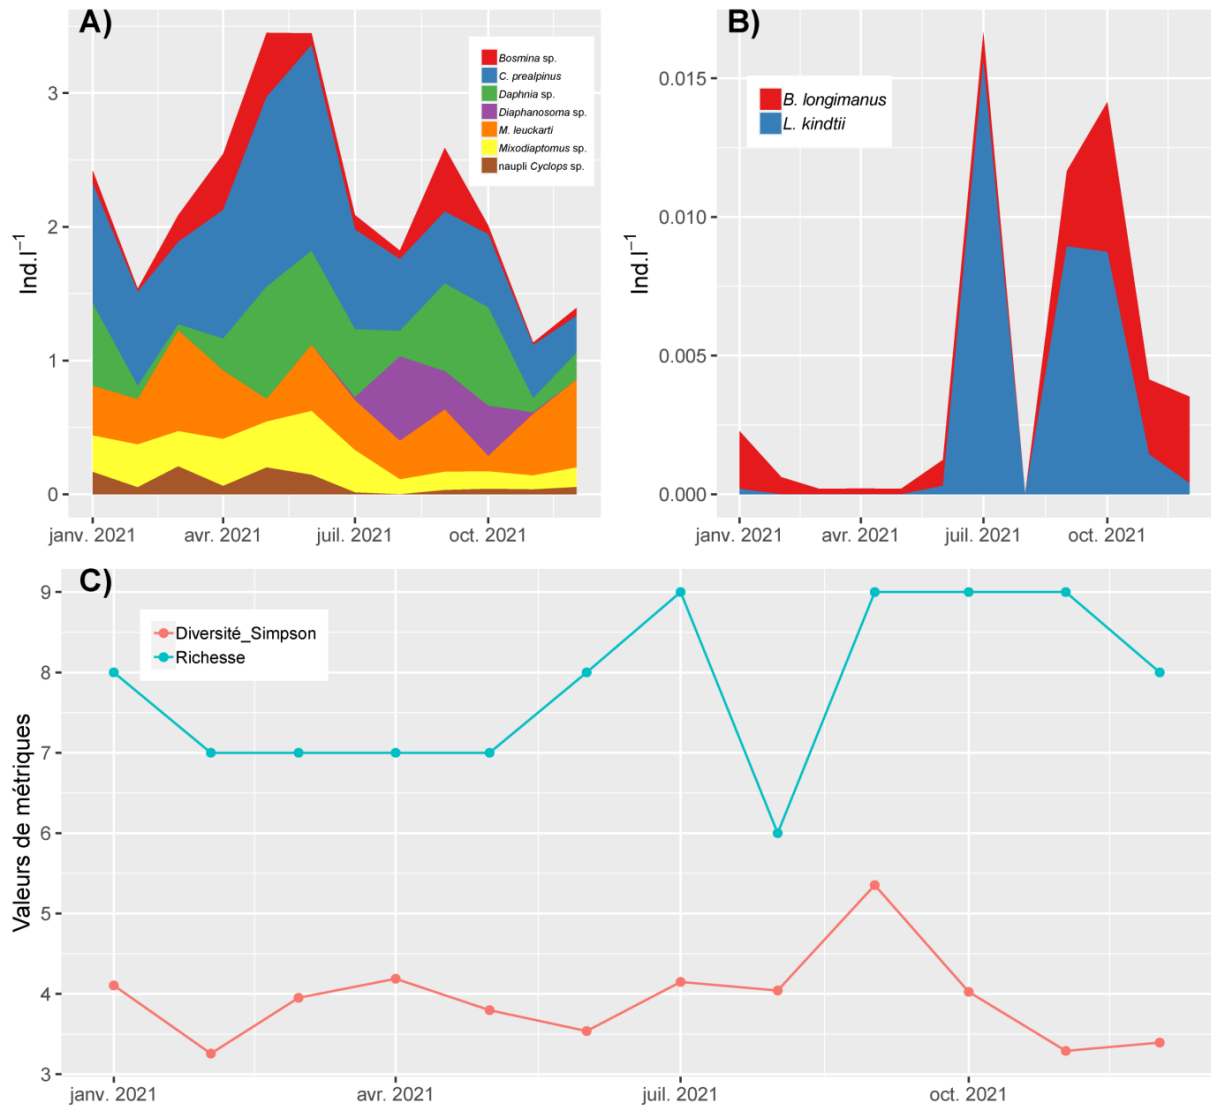 A)
3
2
1
0
Ind.l⁻¹
Bosmina sp.
C. prealpinus
Daphnia sp.
Diaphanosoma sp.
M. leuckarti
Mixodiaptomus sp.
naupli Cyclops sp.
janv. 2021 avr. 2021 juil. 2021 oct. 2021
B)
0.015
0.010
0.005
0.000
Ind.l⁻¹
B. longimanus
L. kindtii
janv. 2021 avr. 2021 juil. 2021 oct. 2021
C)
9
8
7
6
5
4
3
Valeurs de métriques
Diversité_Simpson
Richesse
janv. 2021 avr. 2021 juil. 2021 oct. 2021